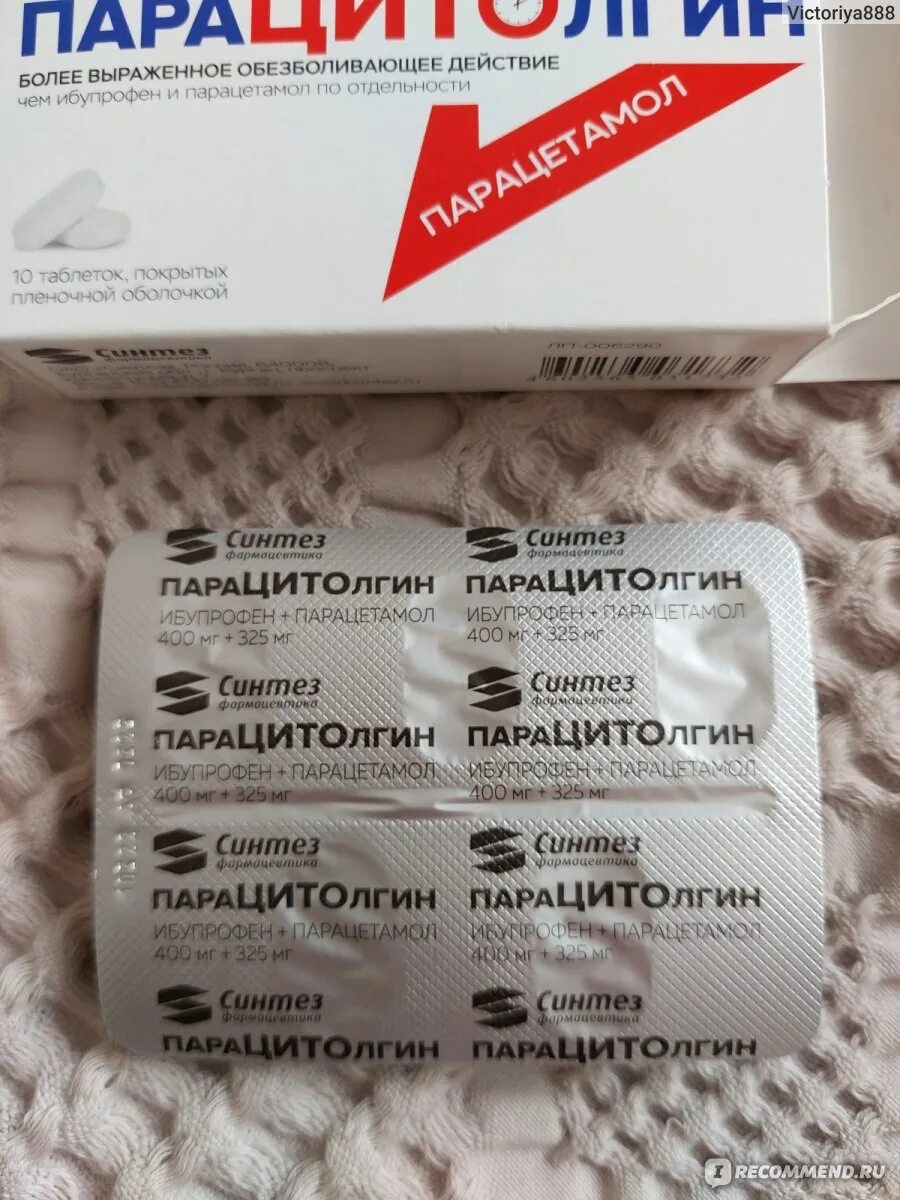 Victoriya888
ПАРАЦИТОЛГИН
БОЛЕЕ ВЫРАЖЕННОЕ ОБЕЗБОЛИВАЮЩЕЕ ДЕЙСТВИЕ
чем ибупрофен и парацетамол по отдельности
ПАРАЦЕТАМОЛ
10 таблеток, покрытых
пленочной оболочкой
Синтез
фармацевтика
ЛП-006290
Синтез
фармацевтика
ПАРАЦИТОЛГИН
ИБУПРОФЕН + ПАРАЦЕТАМОЛ
400 мг + 325 мг
Синтез
фармацевтика
ПАРАЦИТОЛГИН
ИБУПРОФЕН + ПАРАЦЕТАМОЛ
400 мг + 325 мг
Синтез
фармацевтика
ПАРАЦИТОЛГИН
ИБУПРОФЕН + ПАРАЦЕТАМОЛ
400 мг + 325 мг
Синтез
фармацевтика
ПАРАЦИТОЛГИН
ИБУПРОФЕН + ПАРАЦЕТАМОЛ
400 мг + 325 мг
Синтез
фармацевтика
ПАРАЦИТОЛГИН
ИБУПРОФЕН + ПАРАЦЕТАМОЛ
400 мг + 325 мг
Синтез
фармацевтика
ПАРАЦИТОЛГИН
ИБУПРОФЕН + ПАРАЦЕТАМОЛ
400 мг + 325 мг
Синтез
фармацевтика
ПАРАЦИТОЛГИН
Синтез
фармацевтика
ПАРАЦИТОЛГИН
IRECOMMEND.RU